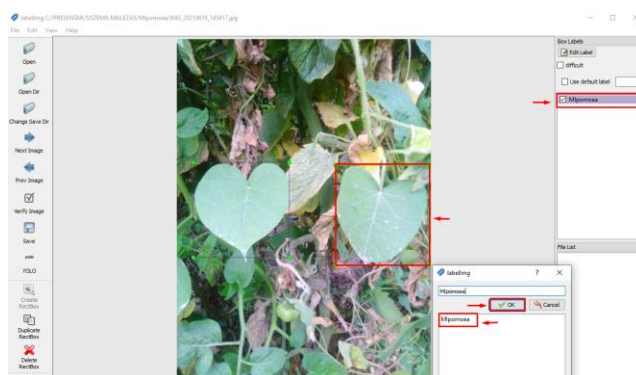 labelImg C:/PRESENTAR/SISTEMA MALEZAS/MIpomoea/IMG_20210619_145417.jpg
File Edit View Help
Open
Open Dir
Change Save Dir
Next Image
Prev Image
Verify Image
Save
YOLO
Create
RectBox
Duplicate
RectBox
Delete
RectBox
Box Labels
Edit Label
difficult
Use default label
MIpomoea
File List
labelImg
? ×
MIpomoea
OK
Cancel
MIpomoea